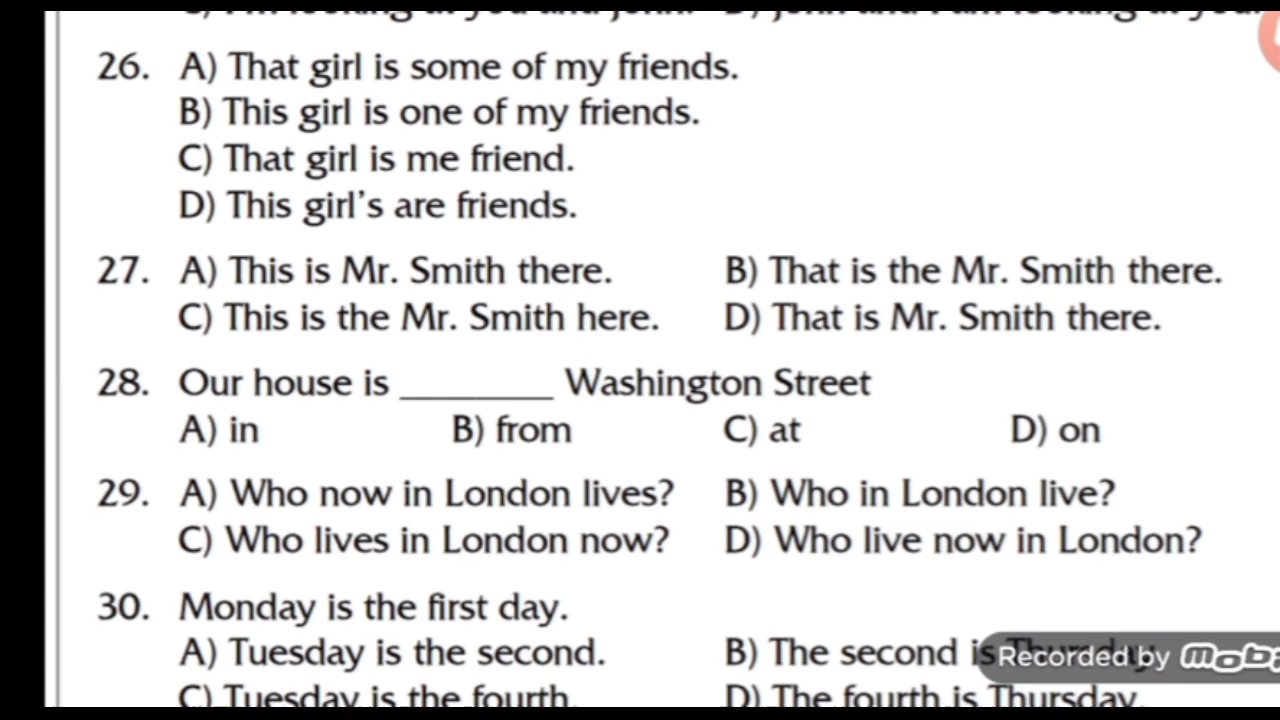 26. A) That girl is some of my friends.
B) This girl is one of my friends.
C) That girl is me friend.
D) This girl's are friends.
27. A) This is Mr. Smith there. B) That is the Mr. Smith there.
C) This is the Mr. Smith here. D) That is Mr. Smith there.
28. Our house is ________ Washington Street
A) in B) from C) at D) on
29. A) Who now in London lives? B) Who in London live?
C) Who lives in London now? D) Who live now in London?
30. Monday is the first day.
A) Tuesday is the second. B) The second is
Recorded by
C) Tuesday is the fourth. D) The fourth is Thursday.